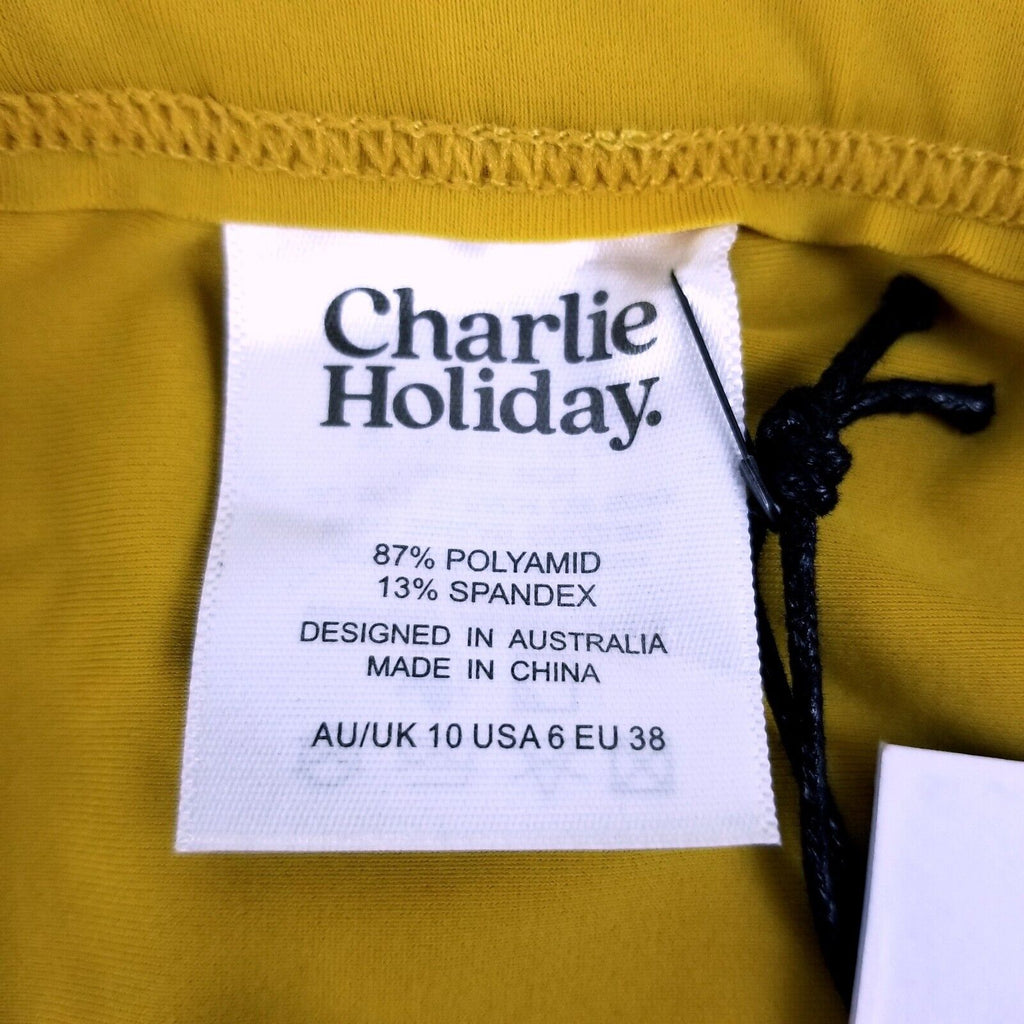 Charlie
Holiday.
87% POLYAMID
13% SPANDEX
DESIGNED IN AUSTRALIA
MADE IN CHINA
AU/UK 10 USA 6 EU 38